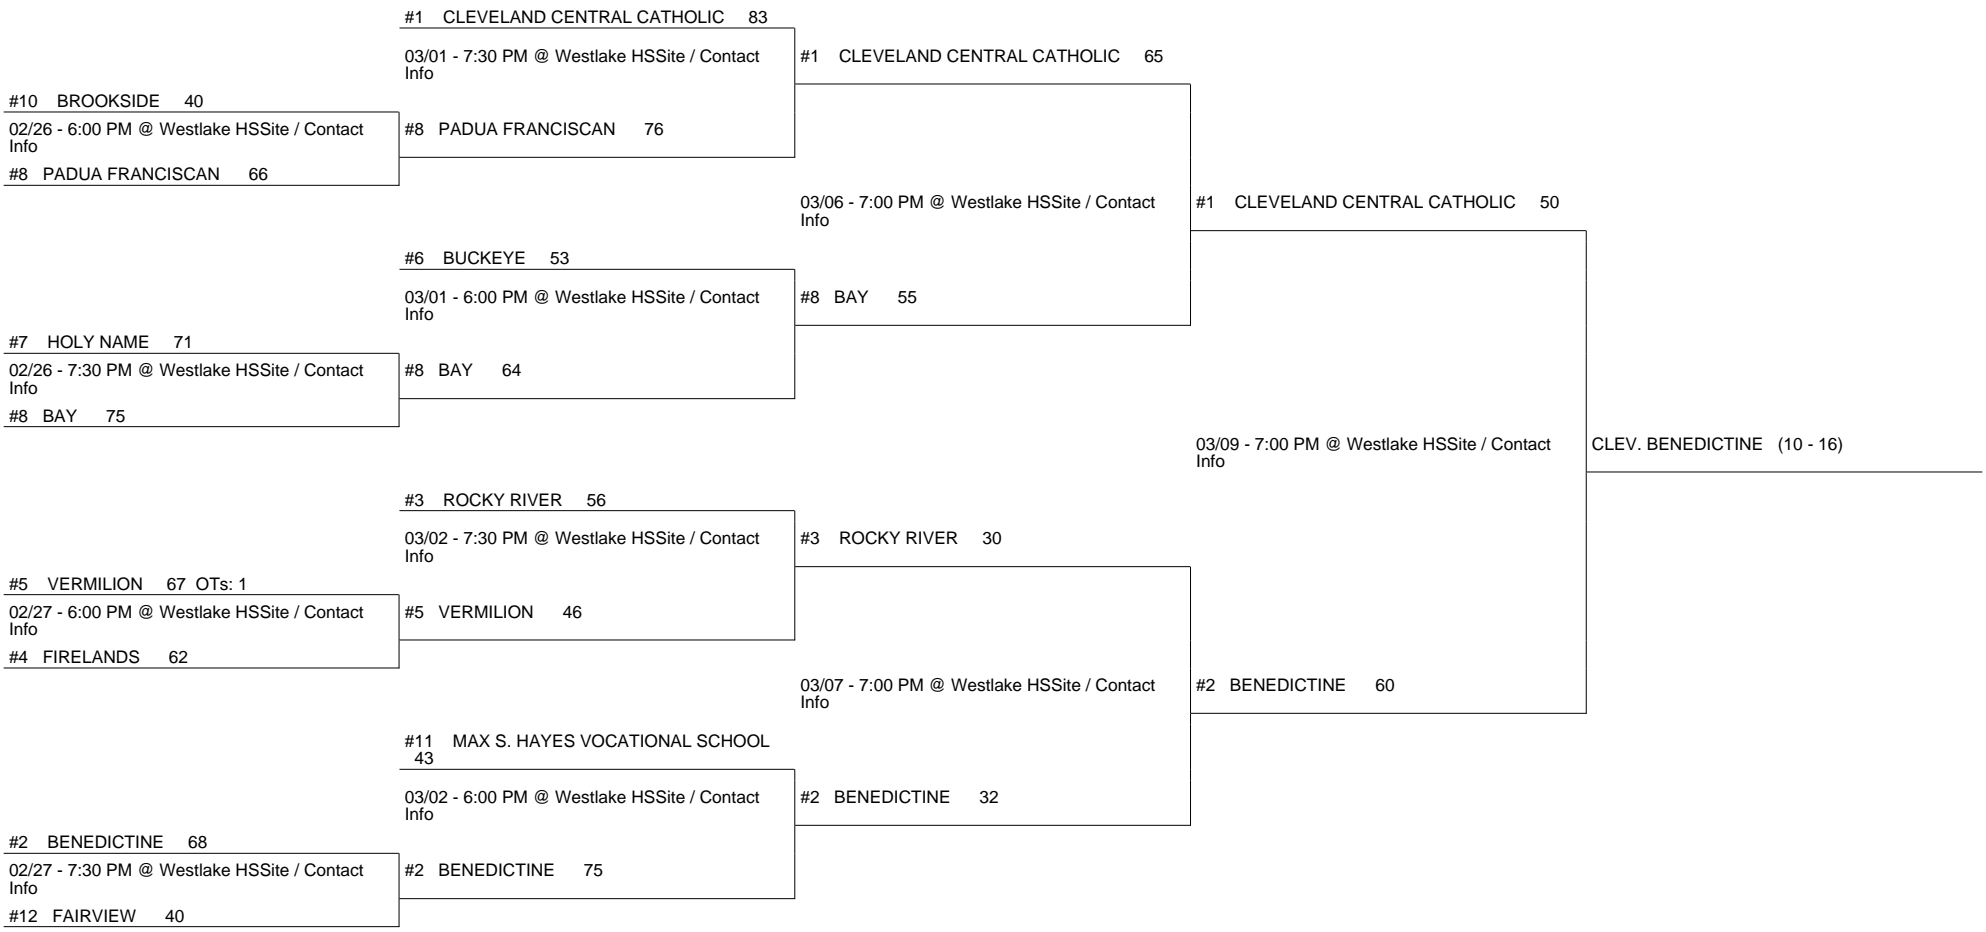 #1 CLEVELAND CENTRAL CATHOLIC 83
03/01 - 7:30 PM @ Westlake HSSite / Contact
Info
#1 CLEVELAND CENTRAL CATHOLIC 65
#10 BROOKSIDE 40
02/26 - 6:00 PM @ Westlake HSSite / Contact
Info
#8 PADUA FRANCISCAN 76
#8 PADUA FRANCISCAN 66
03/06 - 7:00 PM @ Westlake HSSite / Contact
Info
#1 CLEVELAND CENTRAL CATHOLIC 50
#6 BUCKEYE 53
03/01 - 6:00 PM @ Westlake HSSite / Contact
Info
#8 BAY 55
#7 HOLY NAME 71
02/26 - 7:30 PM @ Westlake HSSite / Contact
Info
#8 BAY 64
#8 BAY 75
03/09 - 7:00 PM @ Westlake HSSite / Contact
Info
CLEV. BENEDICTINE (10 - 16)
#3 ROCKY RIVER 56
03/02 - 7:30 PM @ Westlake HSSite / Contact
Info
#3 ROCKY RIVER 30
#5 VERMILION 67 OTs: 1
02/27 - 6:00 PM @ Westlake HSSite / Contact
Info
#5 VERMILION 46
#4 FIRELANDS 62
03/07 - 7:00 PM @ Westlake HSSite / Contact
Info
#2 BENEDICTINE 60
#11 MAX S. HAYES VOCATIONAL SCHOOL
43
03/02 - 6:00 PM @ Westlake HSSite / Contact
Info
#2 BENEDICTINE 32
#2 BENEDICTINE 68
02/27 - 7:30 PM @ Westlake HSSite / Contact
Info
#2 BENEDICTINE 75
#12 FAIRVIEW 40